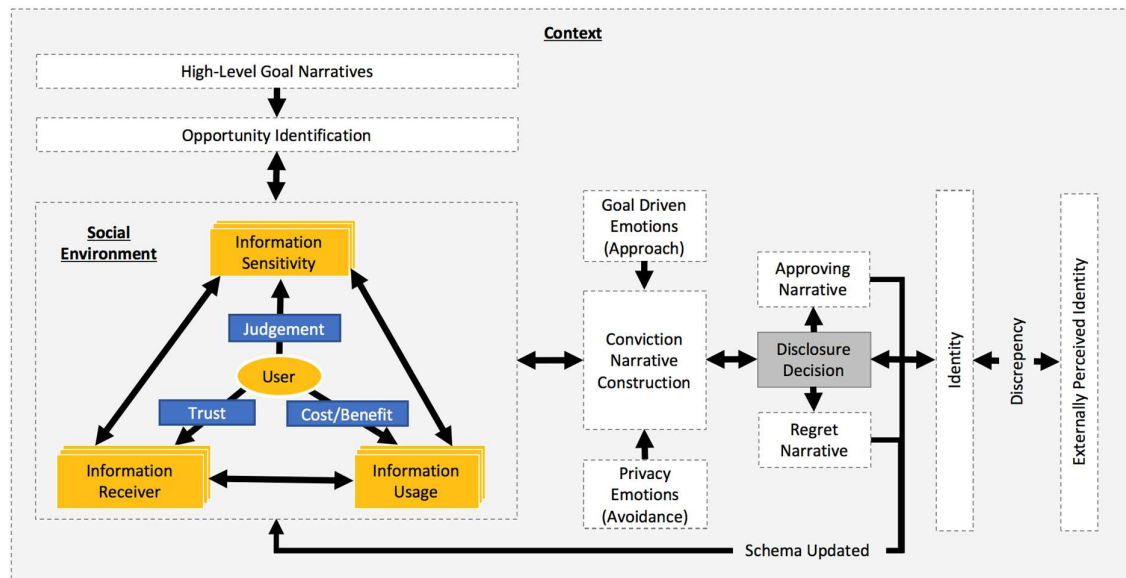 Context
High-Level Goal Narratives
Opportunity Identification
Social
Environment
Information
Sensitivity
Judgement
User
Trust
Cost/Benefit
Information
Receiver
Information
Usage
Goal Driven
Emotions
(Approach)
Conviction
Narrative
Construction
Privacy
Emotions
(Avoidance)
Approving
Narrative
Disclosure
Decision
Regret
Narrative
Identity
Discrepency
Externally Perceived Identity
Schema Updated